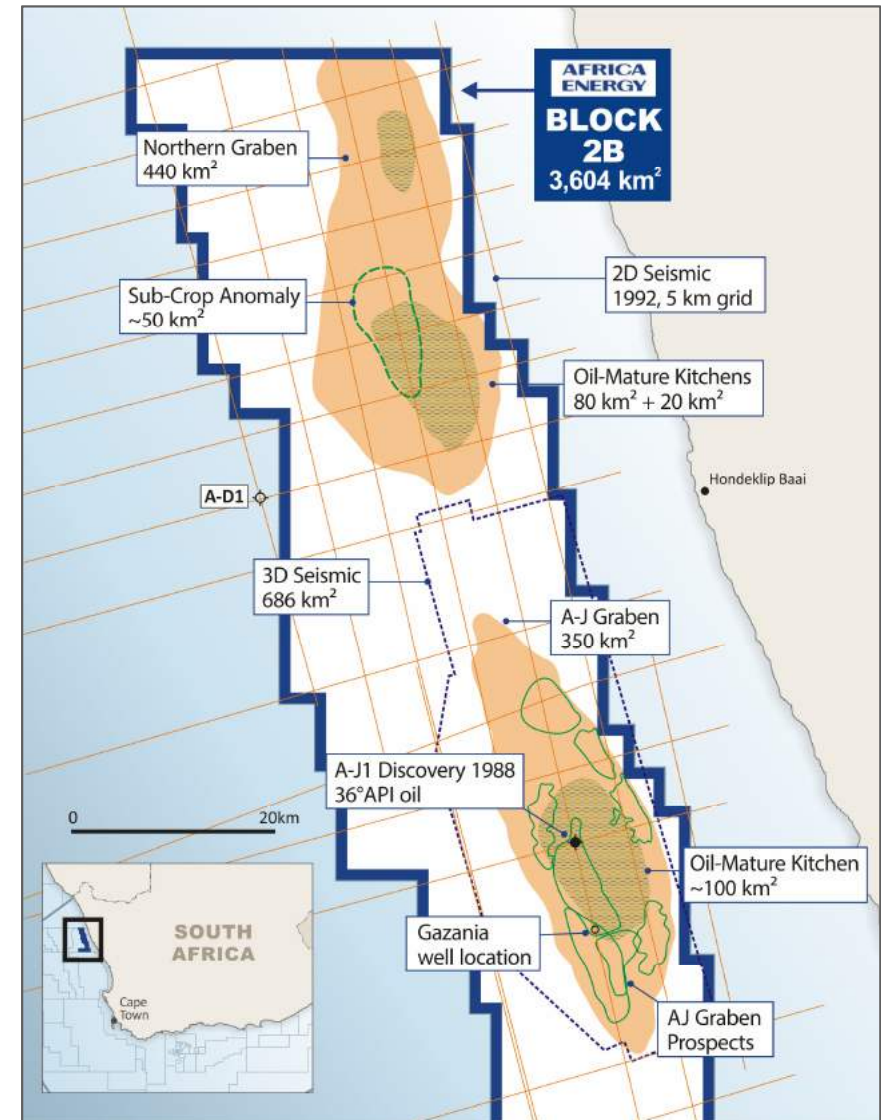 AFRICA
ENERGY
BLOCK
2B
3,604 km²
Northern Graben
440 km²
2D Seismic
1992, 5 km grid
Sub-Crop Anomaly
~50 km²
Oil-Mature Kitchens
80 km² + 20 km²
Hondeklip Baai
A-D1
3D Seismic
686 km²
A-J Graben
350 km²
A-J1 Discovery 1988
36°API oil
0 20km
Oil-Mature Kitchen
~100 km²
Gazania
well location
AJ Graben
Prospects
SOUTH
AFRICA
Cape
Town